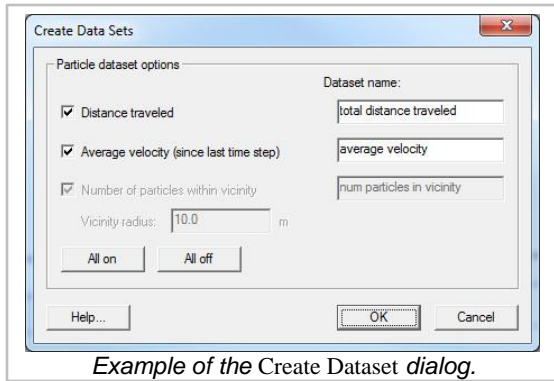 Create Data Sets
Particle dataset options
Dataset name:
Distance traveled
total distance traveled
Average velocity (since last time step)
average velocity
Number of particles within vicinity
num particles in vicinity
Vicinity radius: 10.0 m
All on All off
Help... OK Cancel
Example of the Create Dataset dialog.